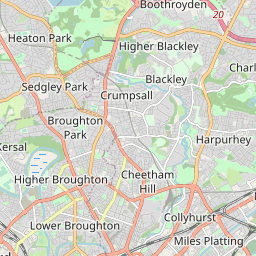 Boothroyden
20
Heaton Park
Higher Blackley
Blackley
Charl
Sedgley Park
Crumpsall
Broughton
Park
Harpurhey
Kersal
Cheetham
Hill
Higher Broughton
Collyhurst
Lower Broughton
Miles Platting